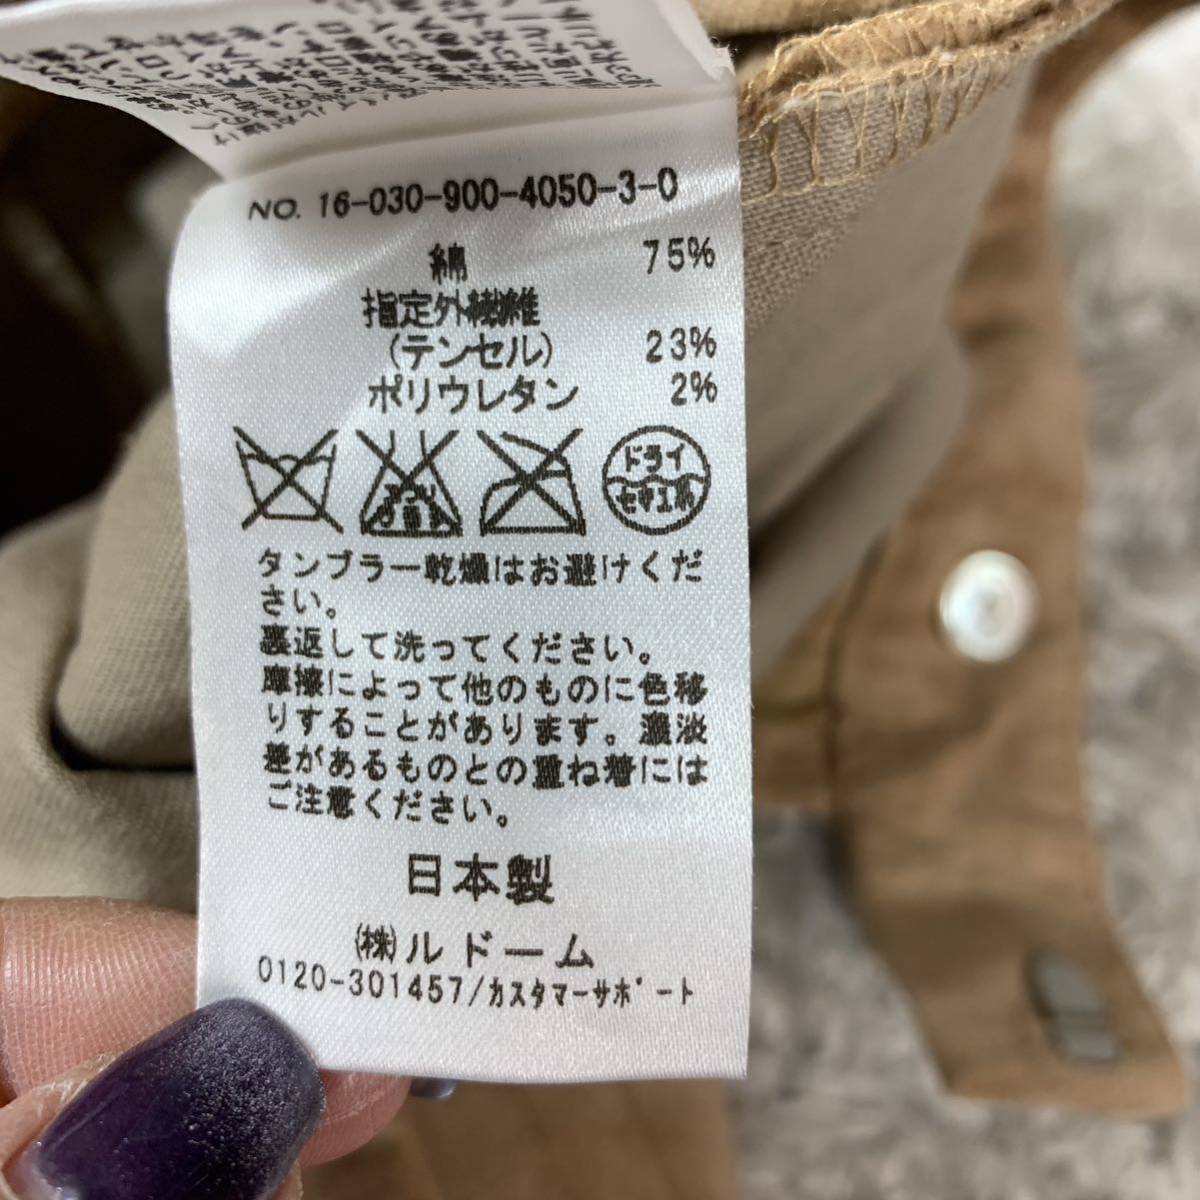 NO. 16-030-900-4050-3-0
綿 75%
指定外繊維
(テンセル) 23%
ポリウレタン 2%
ドライ
セキユ系
タンブラー乾燥はお避けくだ
さい。
裏返して洗ってください。
摩擦によって他のものに色移
りすることがあります。濃淡
差があるものとの重ね着には
ご注意ください。
日本製
(株)ルドーム
0120-301457/カスタマーサポート